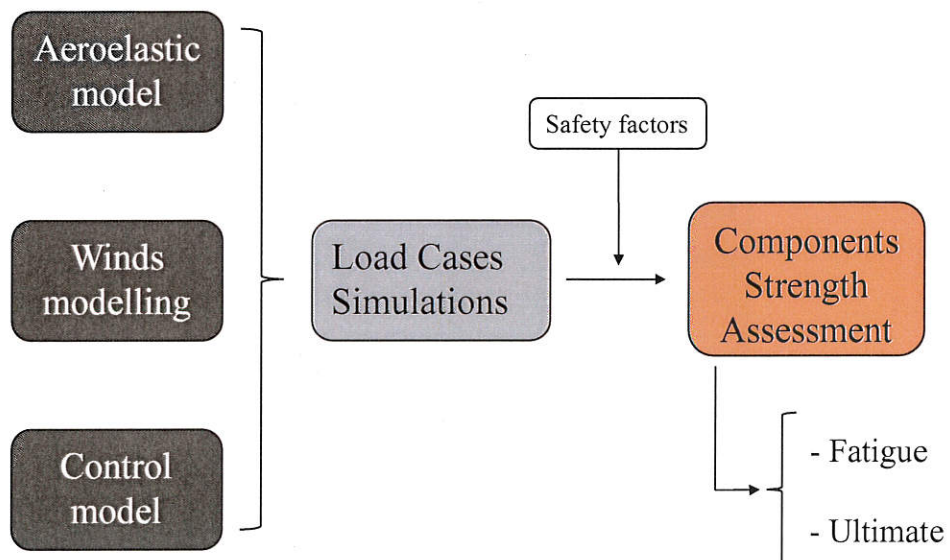 Aeroelastic
model
Safety factors
Winds
modelling
Load Cases
Simulations
Components
Strength
Assessment
Control
model
- Fatigue
- Ultimate